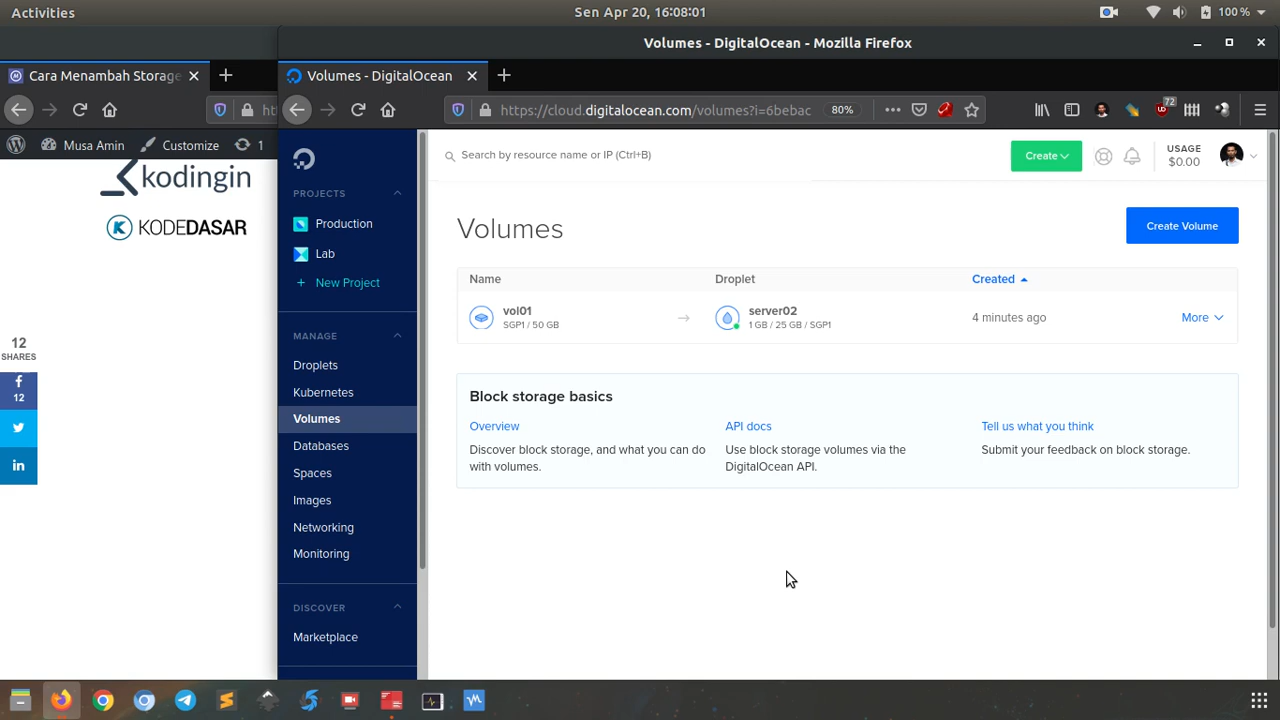 Activities
Sen Apr 20, 16:08:01
100 %
Volumes - DigitalOcean - Mozilla Firefox
Cara Menambah Storage
Volumes - DigitalOcean
https://cloud.digitalocean.com/volumes?i=6bebac
80%
72
Musa Amin
Customize
1
kodingin
KODEDASAR
12
SHARES
12
PROJECTS
Production
Lab
+ New Project
MANAGE
Droplets
Kubernetes
Volumes
Databases
Spaces
Images
Networking
Monitoring
DISCOVER
Marketplace
Search by resource name or IP (Ctrl+B)
Create
USAGE
$0.00
Volumes
Create Volume
Name
Droplet
Created
vol01
SGP1 / 50 GB
server02
1 GB / 25 GB / SGP1
4 minutes ago
More
Block storage basics
Overview
Discover block storage, and what you can do
with volumes.
API docs
Use block storage volumes via the
DigitalOcean API.
Tell us what you think
Submit your feedback on block storage.